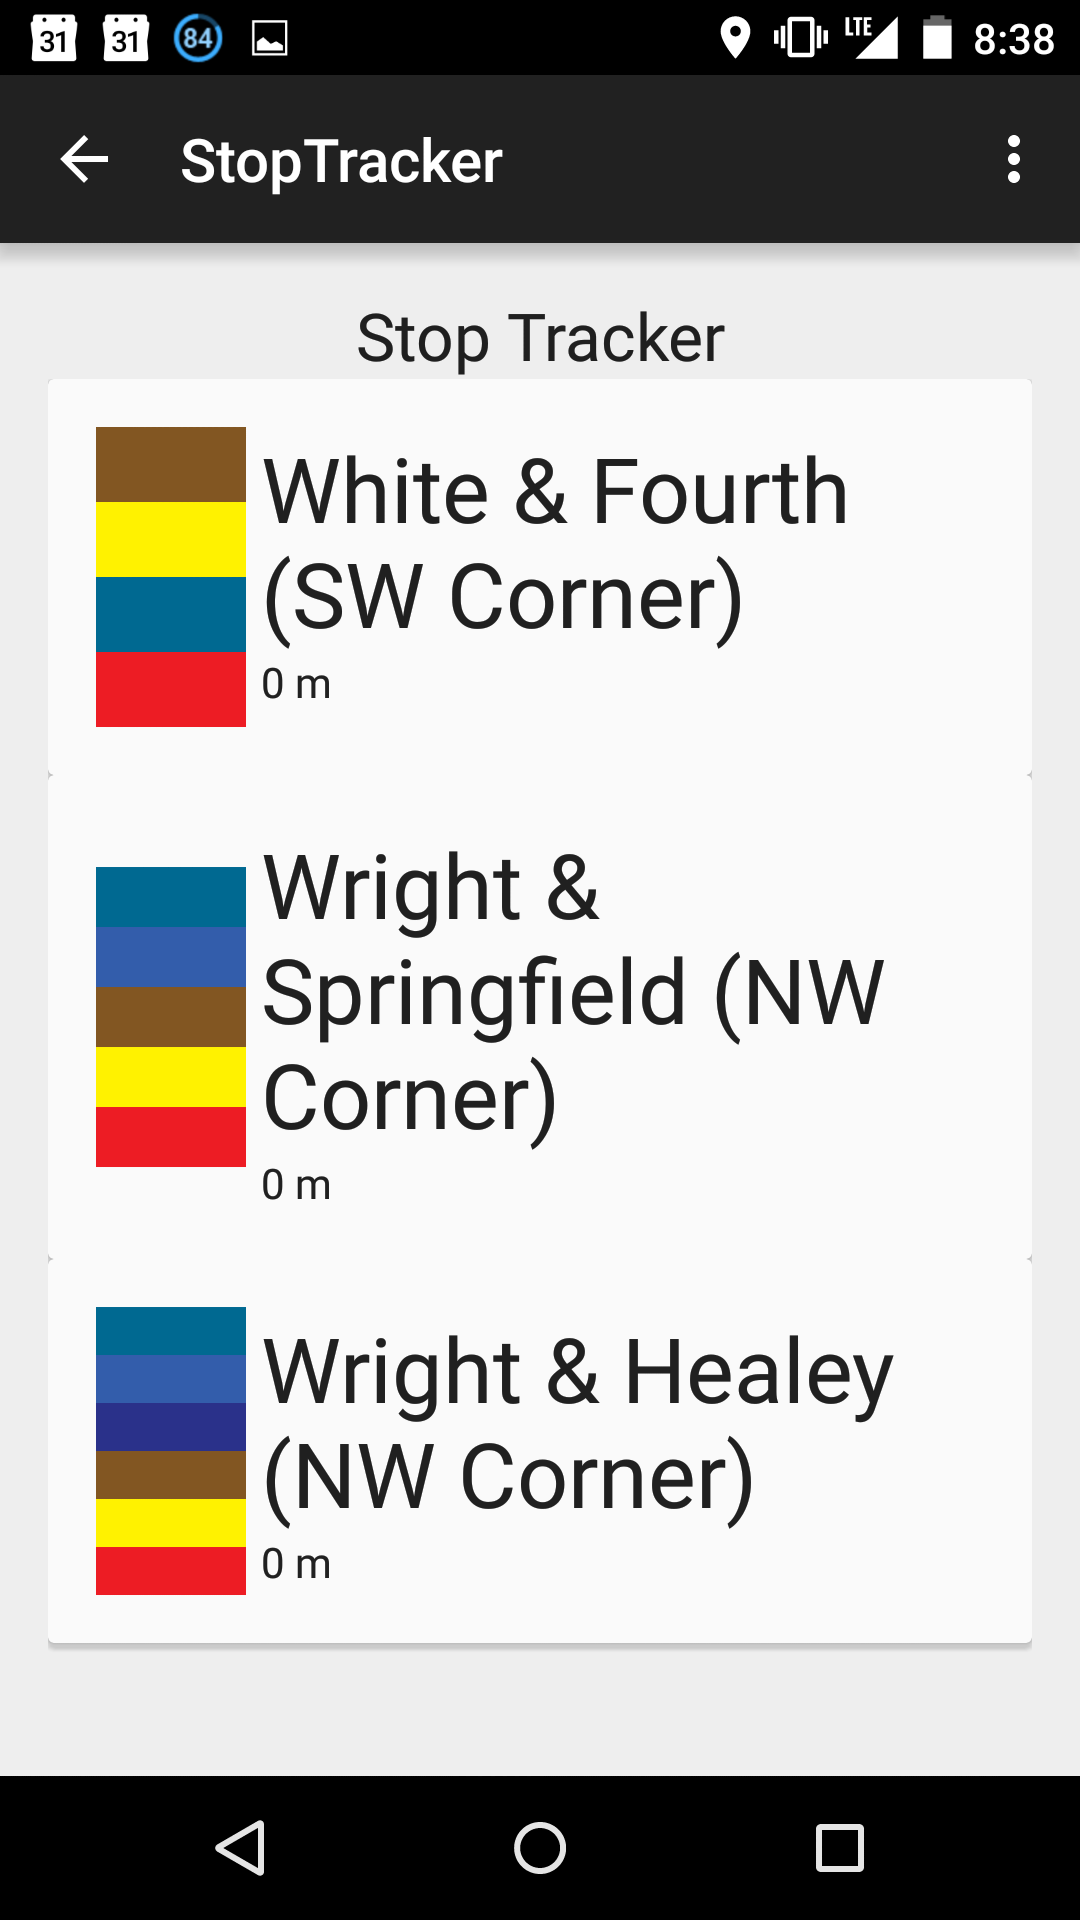 31 31 84 LTE 8:38
StopTracker
Stop Tracker
White & Fourth
(SW Corner)
0 m
Wright &
Springfield (NW
Corner)
0 m
Wright & Healey
(NW Corner)
0 m